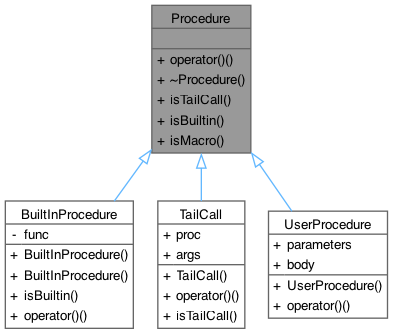 Procedure
+ operator()()
+ ~Procedure()
+ isTailCall()
+ isBuiltin()
+ isMacro()
BuiltInProcedure
- func
+ BuiltInProcedure()
+ BuiltInProcedure()
+ isBuiltin()
+ operator()()
TailCall
+ proc
+ args
+ TailCall()
+ operator()()
+ isTailCall()
UserProcedure
+ parameters
+ body
+ UserProcedure()
+ operator()()